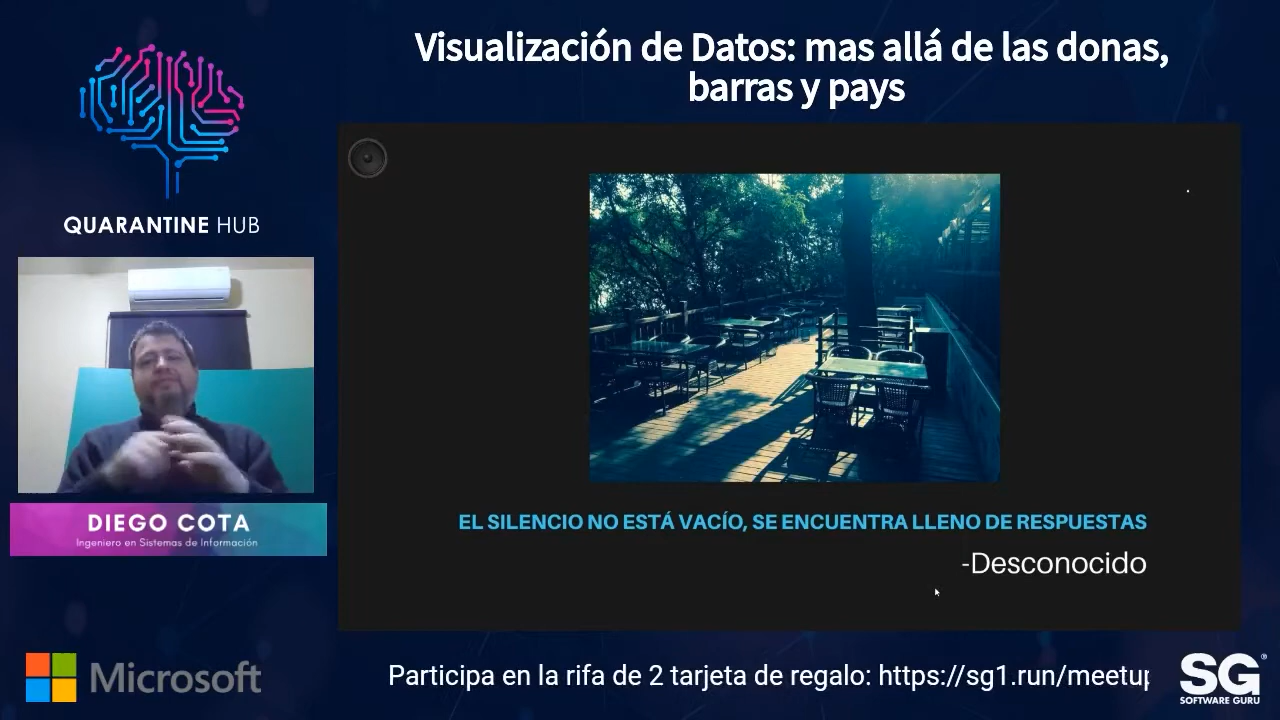 Visualización de Datos: mas allá de las donas,
barras y pays
QUARANTINE HUB
DIEGO COTA
Ingeniero en Sistemas de Información
EL SILENCIO NO ESTÁ VACÍO, SE ENCUENTRA LLENO DE RESPUESTAS
-Desconocido
Microsoft
Participa en la rifa de 2 tarjeta de regalo: https://sg1.run/meetup
SG®
SOFTWARE GURU